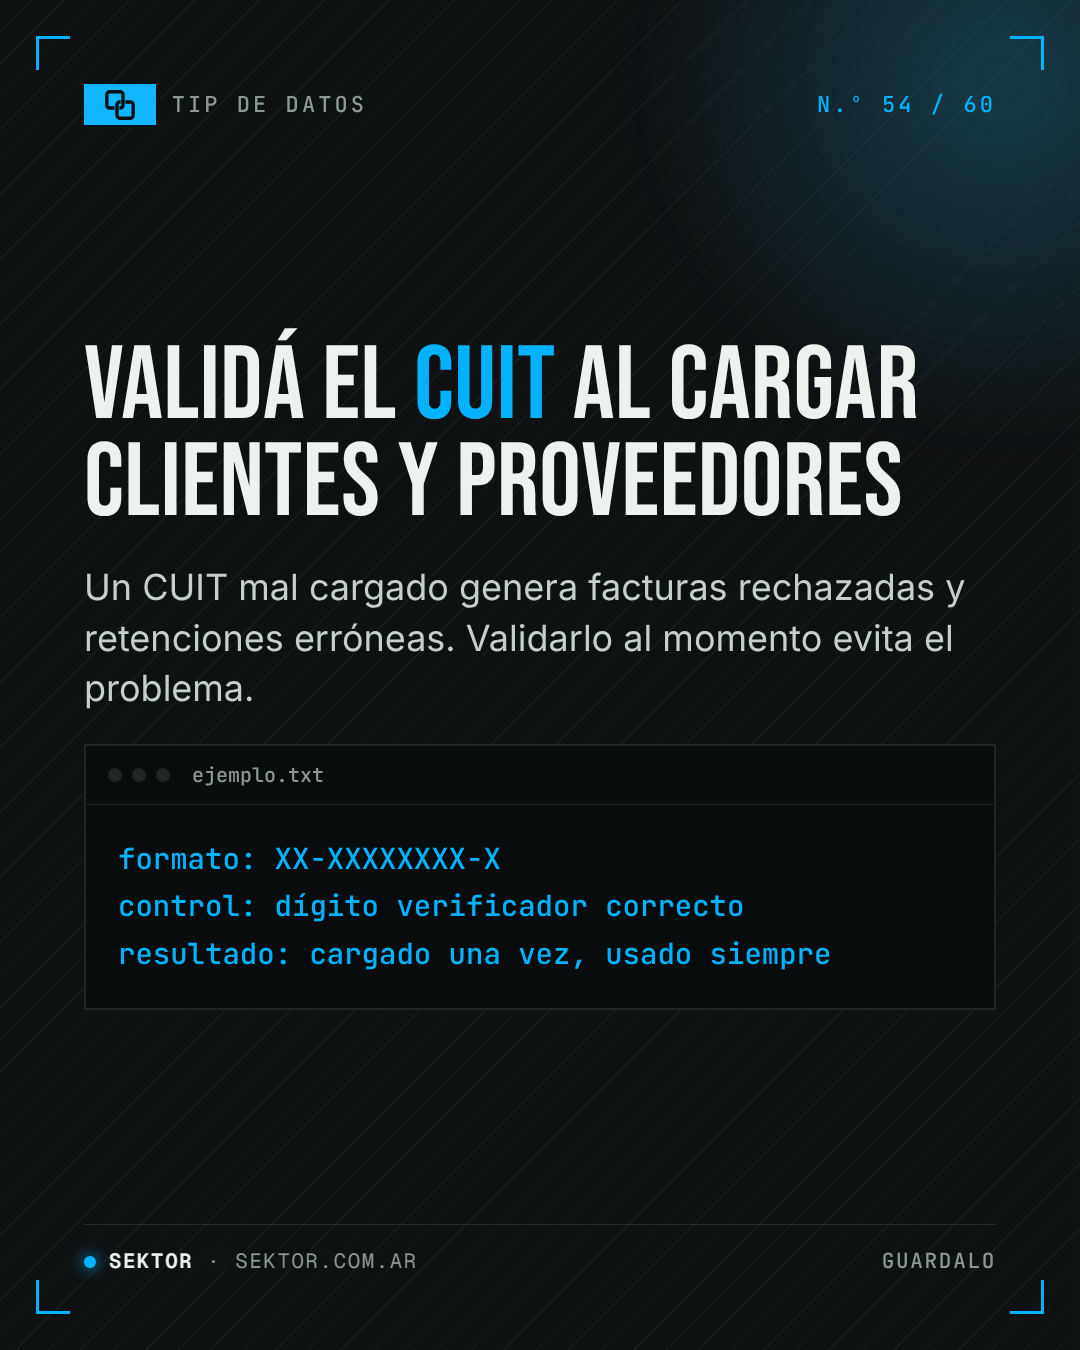 TIP DE DATOS
N.° 54 / 60
VALIDÁ EL CUIT AL CARGAR
CLIENTES Y PROVEEDORES
Un CUIT mal cargado genera facturas rechazadas y
retenciones erróneas. Validarlo al momento evita el
problema.
ejemplo.txt
formato: XX-XXXXXXXX-X
control: dígito verificador correcto
resultado: cargado una vez, usado siempre
SEKTOR · SEKTOR.COM.AR
GUARDALO